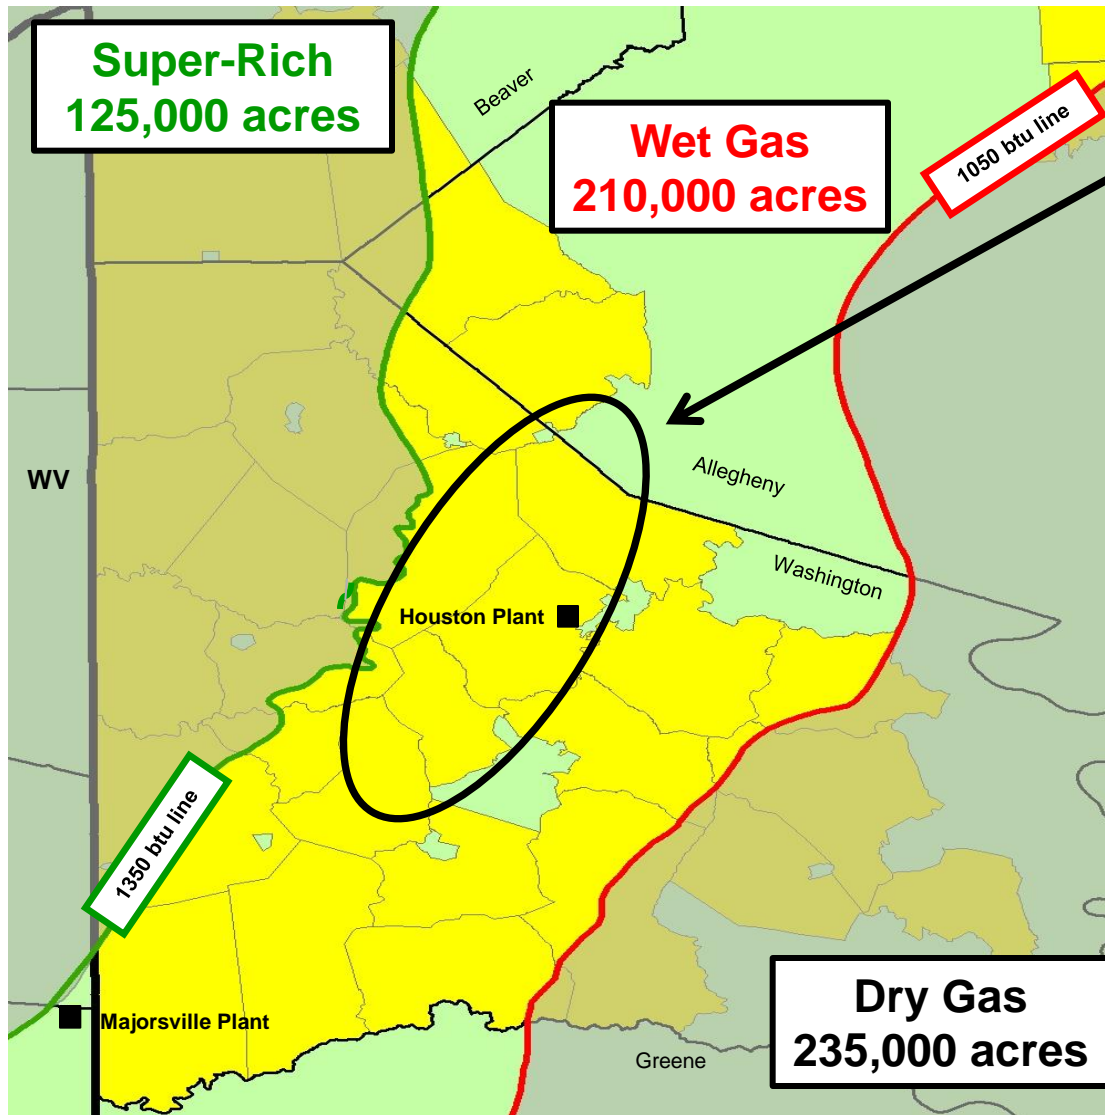 Super-Rich
125,000 acres
Beaver
Wet Gas
210,000 acres
1050 btu line
WV
Allegheny
Washington
Houston Plant
1350 btu line
Majorsville Plant
Dry Gas
235,000 acres
Greene